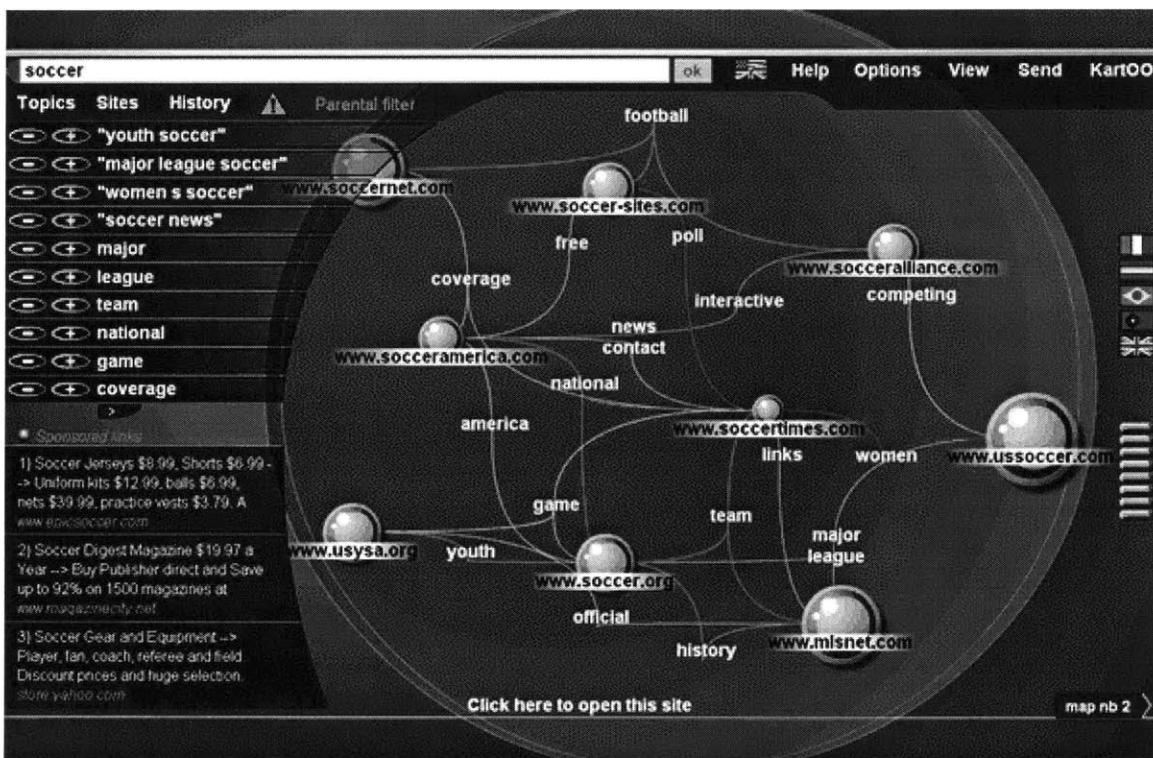 soccer
ok
Help Options View Send KartOO
Topics Sites History Parental filter
"youth soccer"
"major league soccer"
"women s soccer"
"soccer news"
major
league
team
national
game
coverage
>
Sponsored links
1) Soccer Jerseys $8.99, Shorts $6.99 -
-> Uniform kits $12.99, balls $6.99,
nets $39.99, practice vests $3.79. A
www.epicsoccer.com
2) Soccer Digest Magazine $19.97 a
Year --> Buy Publisher direct and Save
up to 92% on 1500 magazines at
www.magazinecity.net
3) Soccer Gear and Equipment -->
Player, fan, coach, referee and field
Discount prices and huge selection.
store.yahoo.com
football
www.soccernet.com
www.soccer-sites.com
free
poll
www.socceralliance.com
coverage
interactive
competing
news
contact
www.socceramerica.com
national
america
www.soccertimes.com
links
women
www.ussoccer.com
game
team
major
league
www.usysa.org
youth
www.soccer.org
official
www.mlsnet.com
history
Click here to open this site
map nb 2